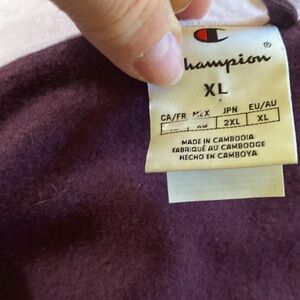 Champion®
XL
CA/FR MEX JPN EU/AU
2XL XL
MADE IN CAMBODIA
FABRIQUÉ AU CAMBODGE
HECHO EN CAMBOYA